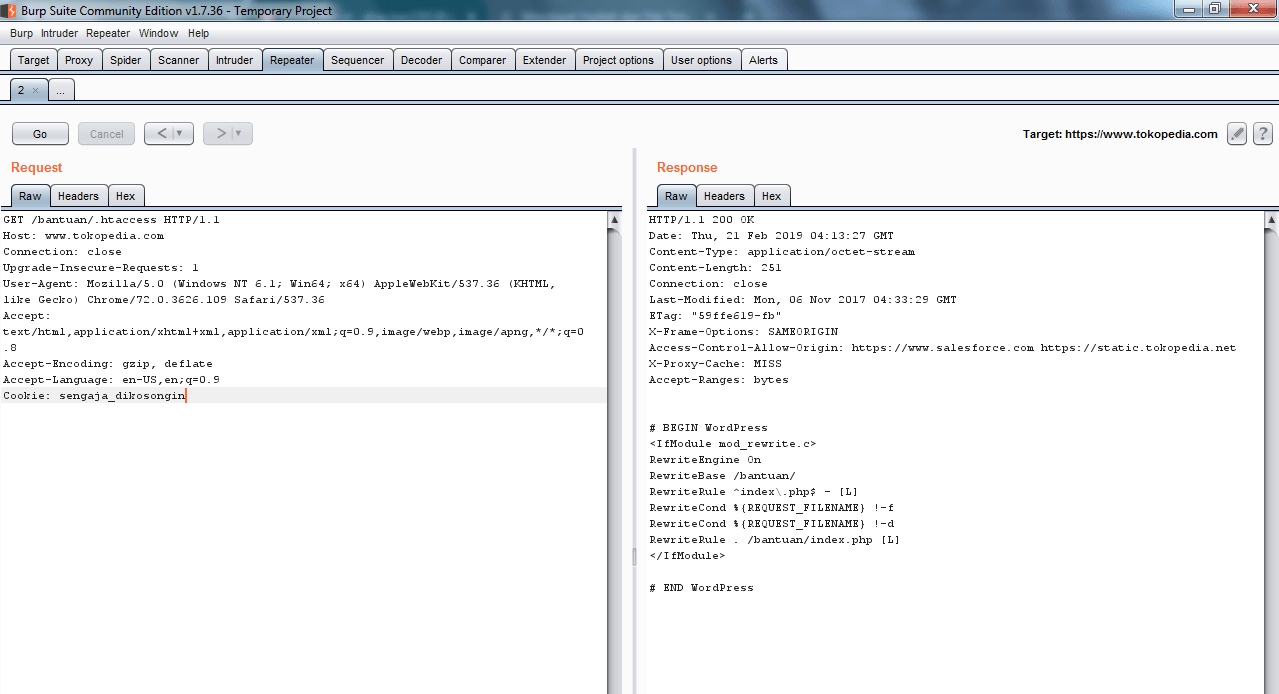 Burp Suite Community Edition v1.7.36 - Temporary Project
Burp Intruder Repeater Window Help
Target Proxy Spider Scanner Intruder Repeater Sequencer Decoder Comparer Extender Project options User options Alerts
2 × ...
Go Cancel < > Target: https://www.tokopedia.com ?
Request
Raw Headers Hex
GET /bantuan/.htaccess HTTP/1.1
Host: www.tokopedia.com
Connection: close
Upgrade-Insecure-Requests: 1
User-Agent: Mozilla/5.0 (Windows NT 6.1; Win64; x64) AppleWebKit/537.36 (KHTML,
like Gecko) Chrome/72.0.3626.109 Safari/537.36
Accept:
text/html,application/xhtml+xml,application/xml;q=0.9,image/webp,image/apng,*/*;q=0
.8
Accept-Encoding: gzip, deflate
Accept-Language: en-US,en;q=0.9
Cookie: sengaja_dikosongin
Response
Raw Headers Hex
HTTP/1.1 200 OK
Date: Thu, 21 Feb 2019 04:13:27 GMT
Content-Type: application/octet-stream
Content-Length: 251
Connection: close
Last-Modified: Mon, 06 Nov 2017 04:33:29 GMT
ETag: "59ffe619-fb"
X-Frame-Options: SAMEORIGIN
Access-Control-Allow-Origin: https://www.salesforce.com https://static.tokopedia.net
X-Proxy-Cache: MISS
Accept-Ranges: bytes
# BEGIN WordPress
<IfModule mod_rewrite.c>
RewriteEngine On
RewriteBase /bantuan/
RewriteRule ^index\.php$ - [L]
RewriteCond %{REQUEST_FILENAME} !-f
RewriteCond %{REQUEST_FILENAME} !-d
RewriteRule . /bantuan/index.php [L]
</IfModule>
# END WordPress